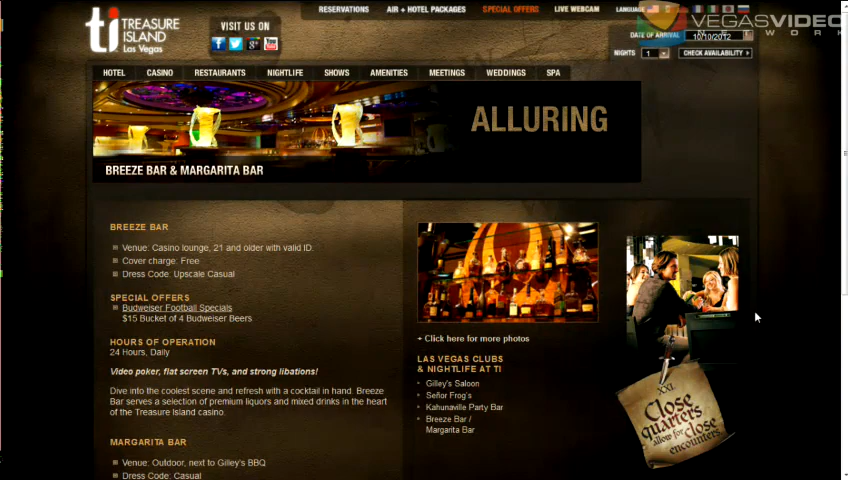 RESERVATIONS AIR + HOTEL PACKAGES SPECIAL OFFERS LIVE WEBCAM LANGUAGE
ti TREASURE ISLAND Las Vegas
VISIT US ON
VEGASVIDEO
NETWORK
DATE OF ARRIVAL 10/10/2012
NIGHTS 1 CHECK AVAILABILITY
HOTEL CASINO RESTAURANTS NIGHTLIFE SHOWS AMENITIES MEETINGS WEDDINGS SPA
ALLURING
BREEZE BAR & MARGARITA BAR
BREEZE BAR
Venue: Casino lounge, 21 and older with valid ID.
Cover charge: Free
Dress Code: Upscale Casual
SPECIAL OFFERS
Budweiser Football Specials
$15 Bucket of 4 Budweiser Beers
HOURS OF OPERATION
24 Hours, Daily
Video poker, flat screen TVs, and strong libations!
Dive into the coolest scene and refresh with a cocktail in hand. Breeze
Bar serves a selection of premium liquors and mixed drinks in the heart
of the Treasure Island casino.
MARGARITA BAR
Venue: Outdoor, next to Gilley's BBQ
Dress Code: Casual
+ Click here for more photos
LAS VEGAS CLUBS
& NIGHTLIFE AT TI
Gilley's Saloon
Señor Frog's
Kahunaville Party Bar
Breeze Bar /
Margarita Bar
XXI.
Close
quarters
allow for close
encounters